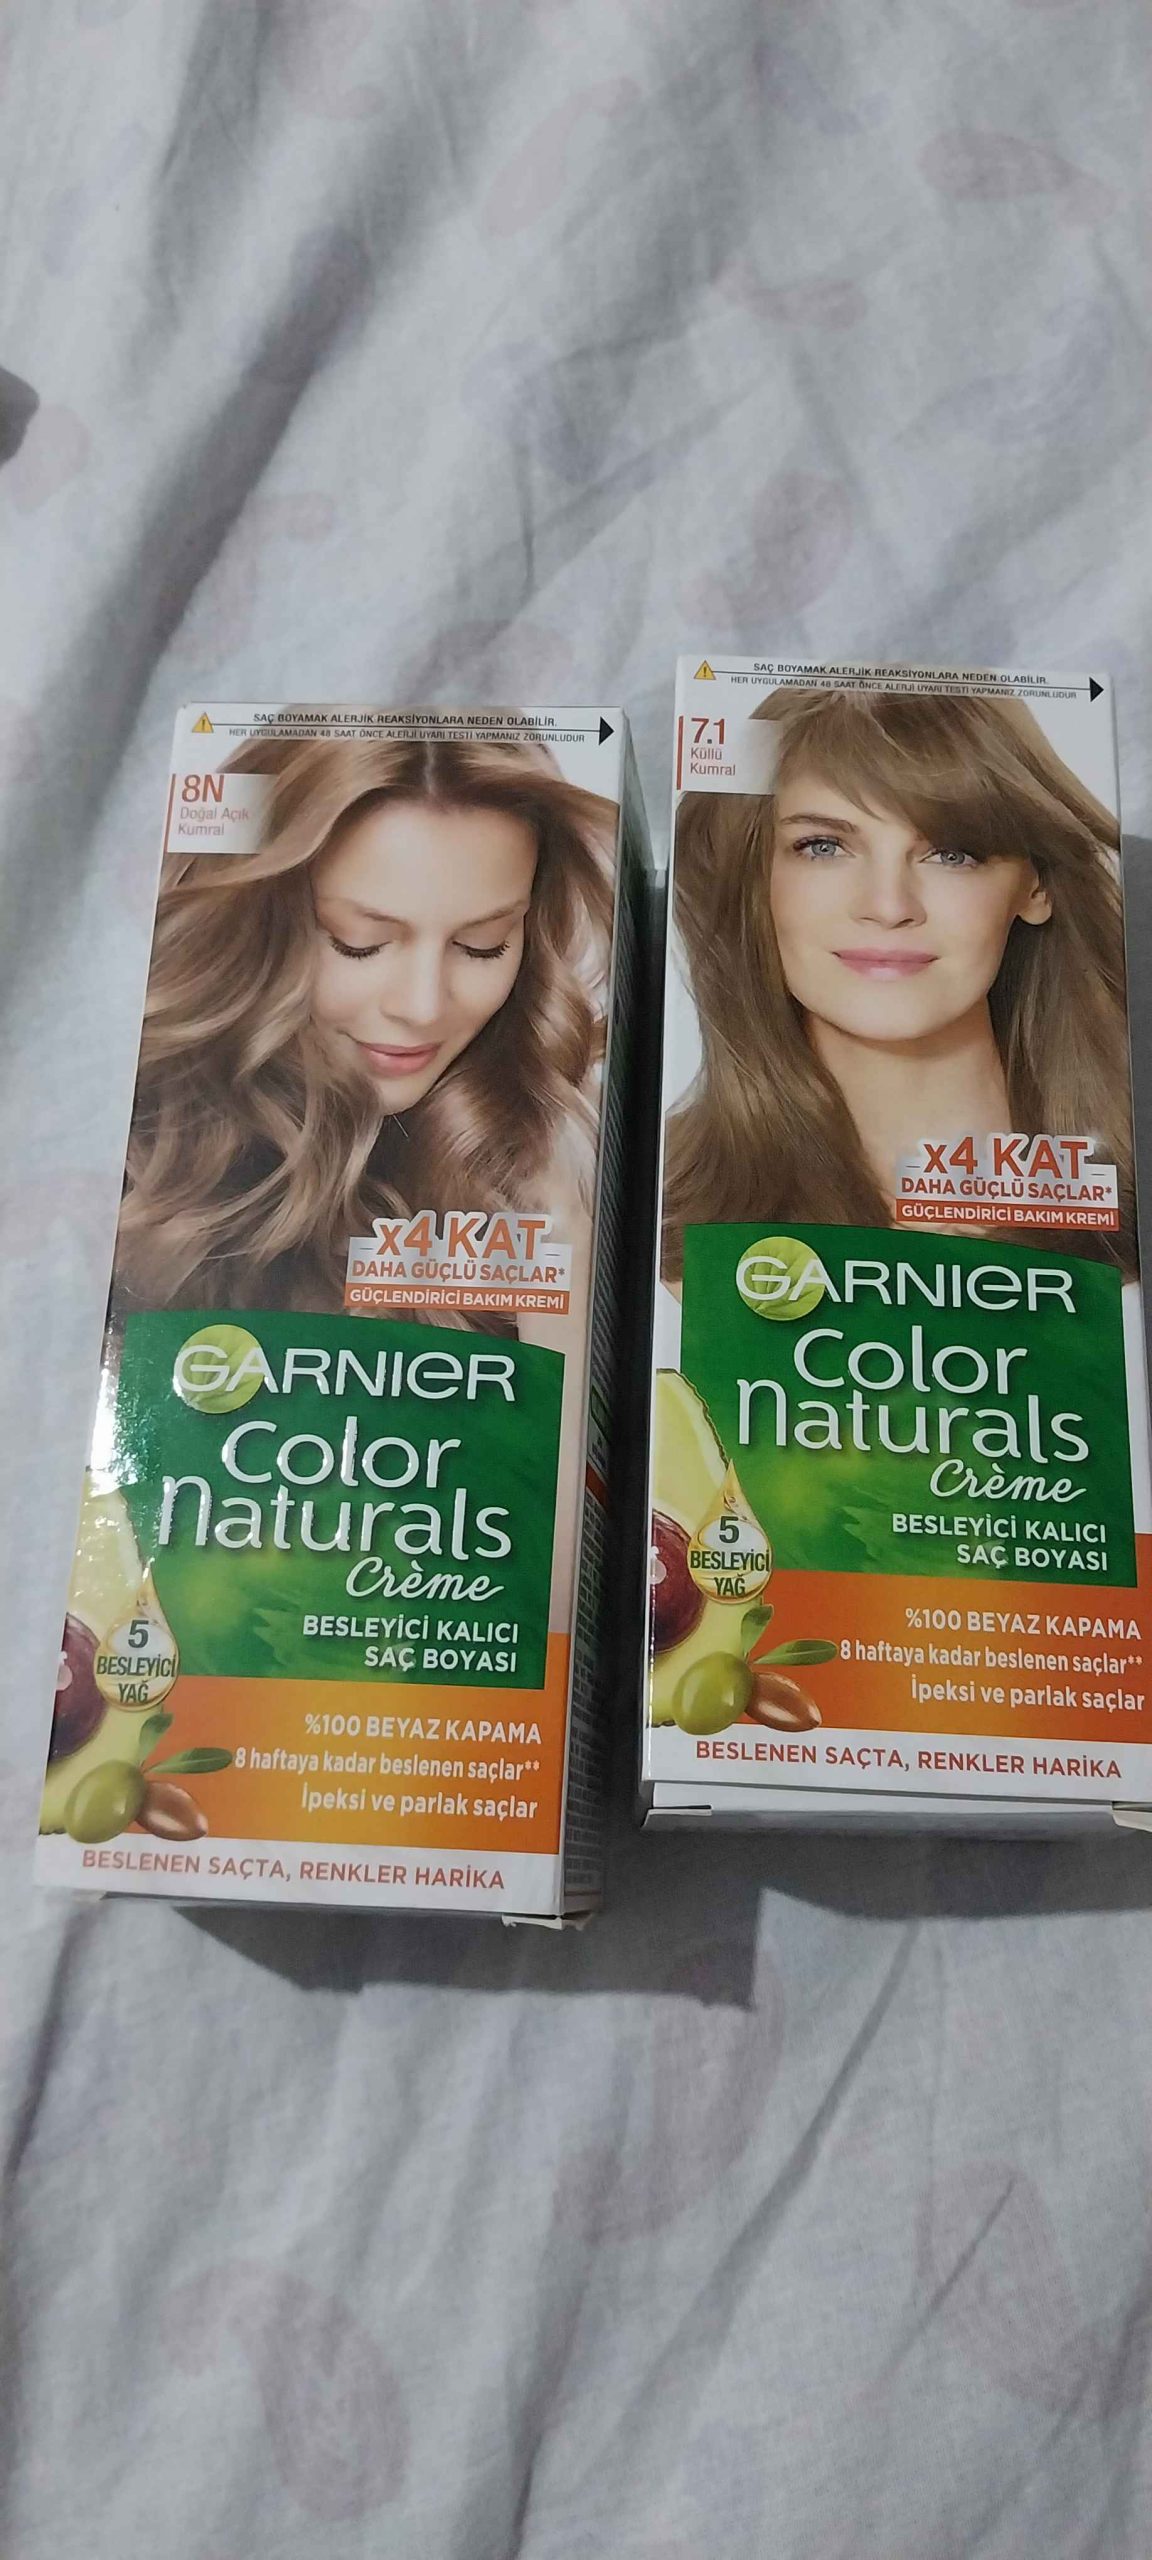 SAÇ BOYAMAK ALERJİK REAKSİYONLARA NEDEN OLABİLİR.
HER UYGULAMADAN 48 SAAT ÖNCE ALERJİ UYARI TESTİ YAPMANIZ ZORUNLUDUR
8N
Doğal Açık
Kumral
x4 KAT
DAHA GÜÇLÜ SAÇLAR*
GÜÇLENDİRİCİ BAKIM KREMİ
GARNIER
Color
Naturals
Crème
BESLEYİCİ KALICI
SAÇ BOYASI
5
BESLEYİCİ
YAĞ
%100 BEYAZ KAPAMA
8 haftaya kadar beslenen saçlar**
İpeksi ve parlak saçlar
BESLENEN SAÇTA, RENKLER HARİKA
SAÇ BOYAMAK ALERJİK REAKSİYONLARA NEDEN OLABİLİR.
HER UYGULAMADAN 48 SAAT ÖNCE ALERJİ UYARI TESTİ YAPMANIZ ZORUNLUDUR
7.1
Küllü
Kumral
x4 KAT
DAHA GÜÇLÜ SAÇLAR*
GÜÇLENDİRİCİ BAKIM KREMİ
GARNIER
Color
Naturals
Crème
BESLEYİCİ KALICI
SAÇ BOYASI
5
BESLEYİCİ
YAĞ
%100 BEYAZ KAPAMA
8 haftaya kadar beslenen saçlar**
İpeksi ve parlak saçlar
BESLENEN SAÇTA, RENKLER HARİKA